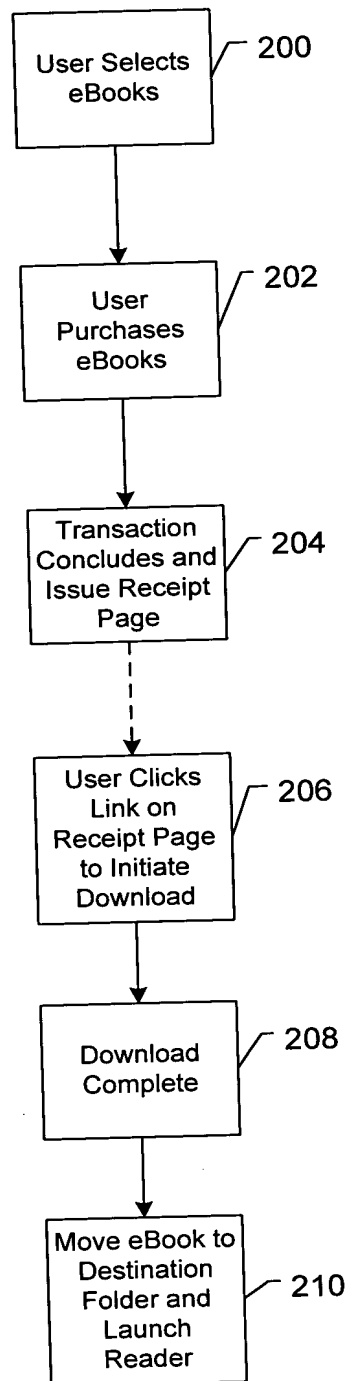 User Selects
eBooks
200
User
Purchases
eBooks
202
Transaction
Concludes and
Issue Receipt
Page
204
User Clicks
Link on
Receipt Page
to Initiate
Download
206
Download
Complete
208
Move eBook to
Destination
Folder and
Launch
Reader
210